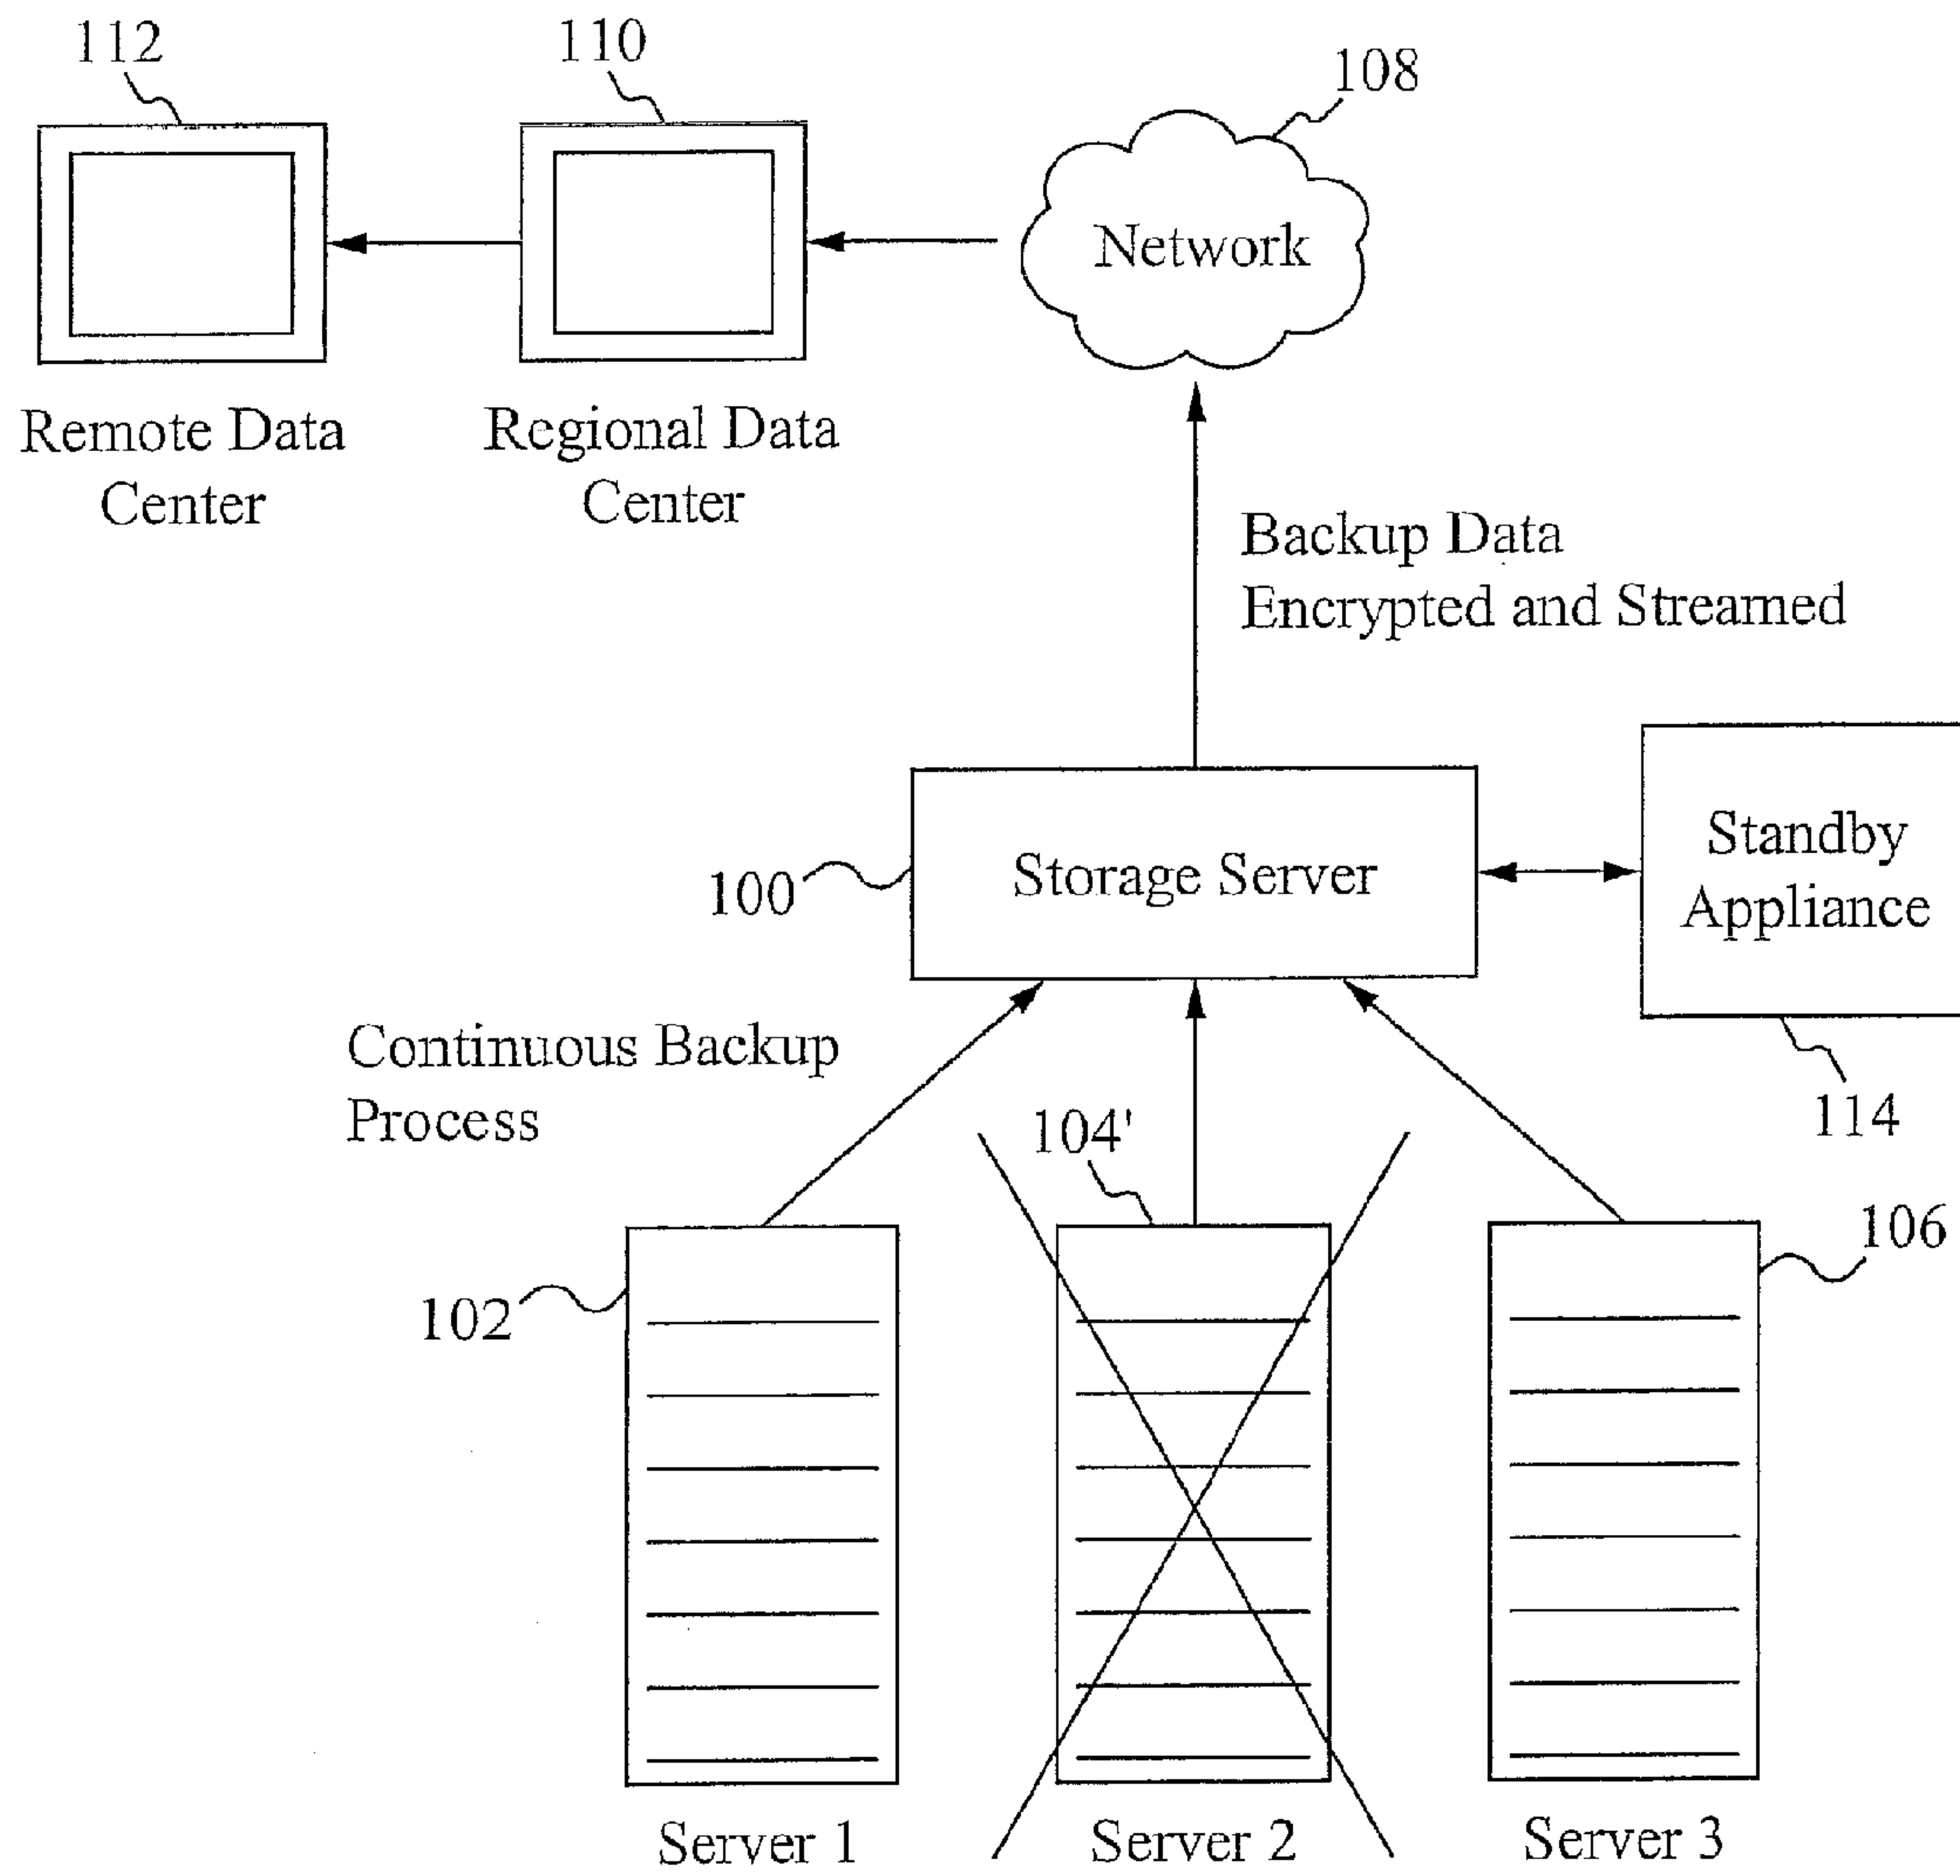 112
110
108
Network
Remote Data
Center
Regional Data
Center
Backup Data
Encrypted and Streamed
Storage Server
Standby
Appliance
100
Continuous Backup
Process
104'
114
102
106
Server 1
Server 2
Server 3